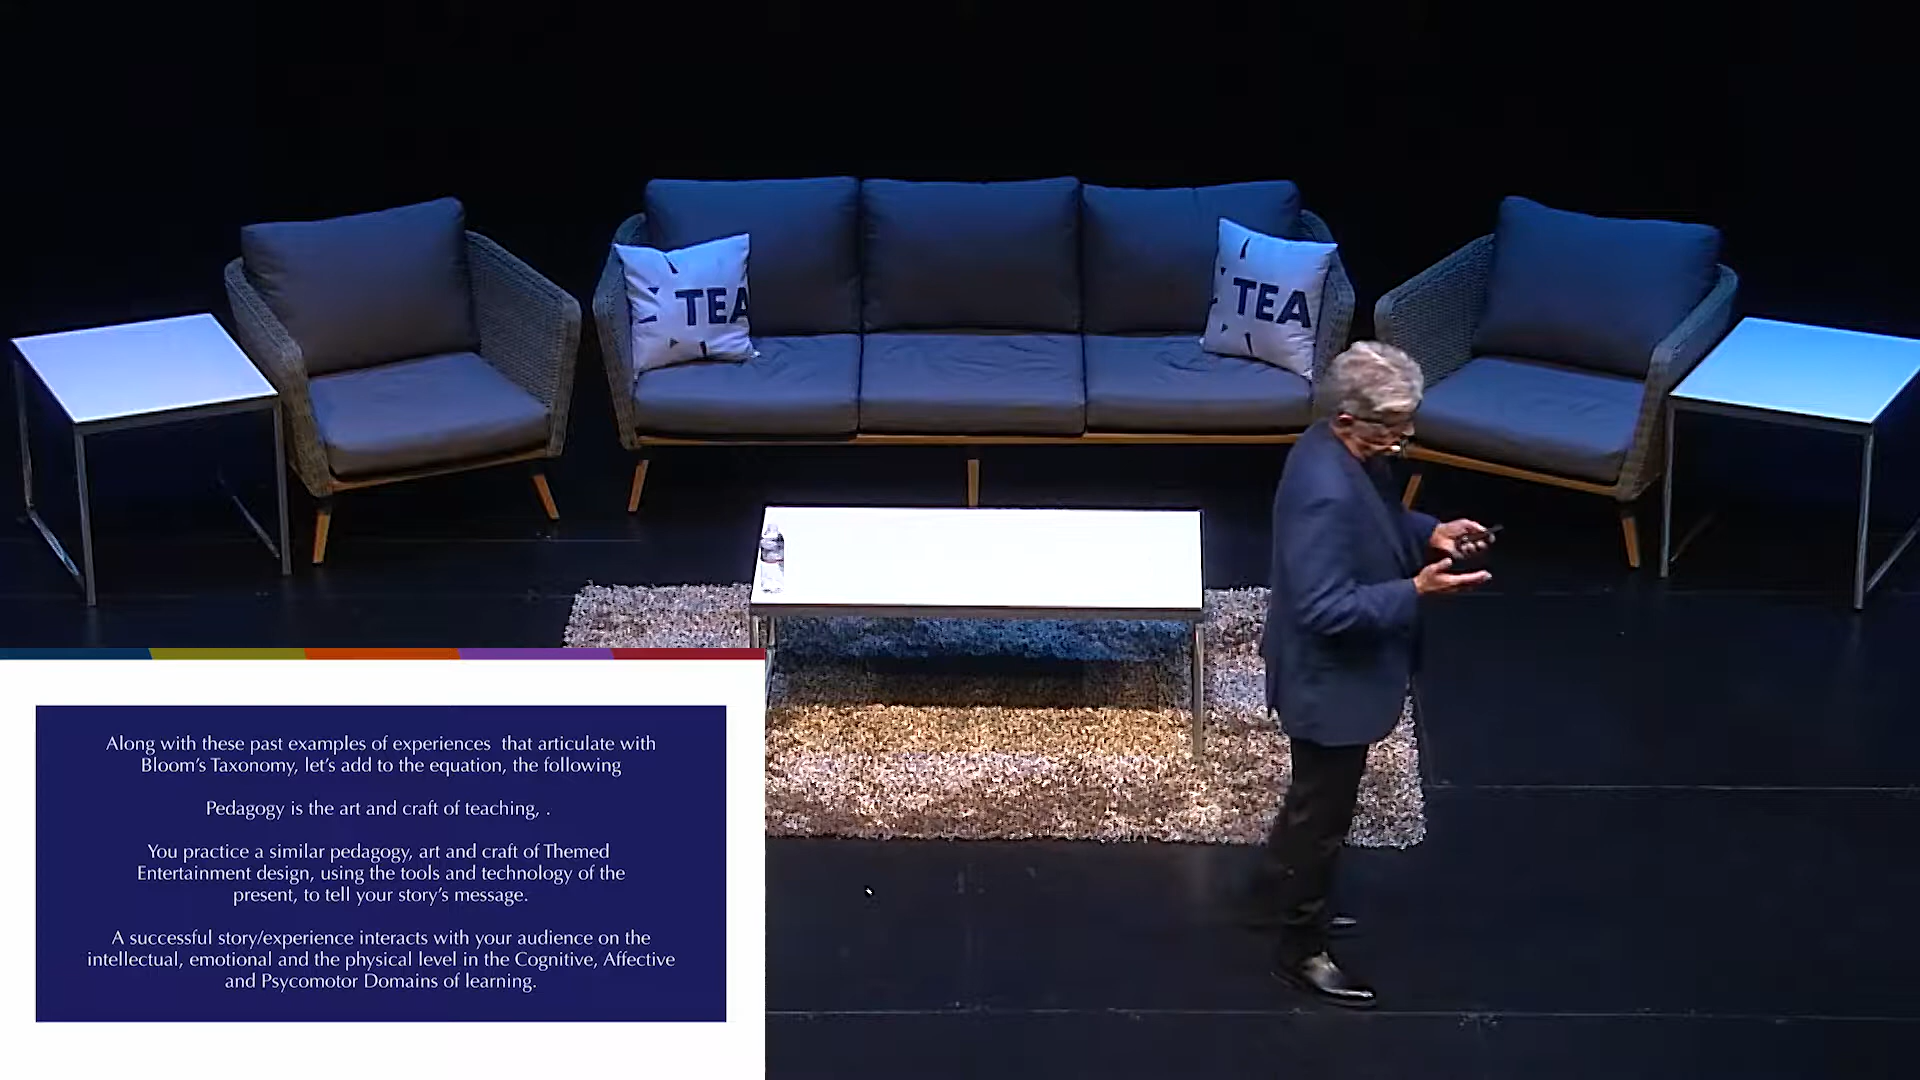 TEA
TEA
Along with these past examples of experiences that articulate with
Bloom's Taxonomy, let's add to the equation, the following
Pedagogy is the art and craft of teaching, .
You practice a similar pedagogy, art and craft of Themed
Entertainment design, using the tools and technology of the
present, to tell your story's message.
A successful story/experience interacts with your audience on the
intellectual, emotional and the physical level in the Cognitive, Affective
and Psycomotor Domains of learning.